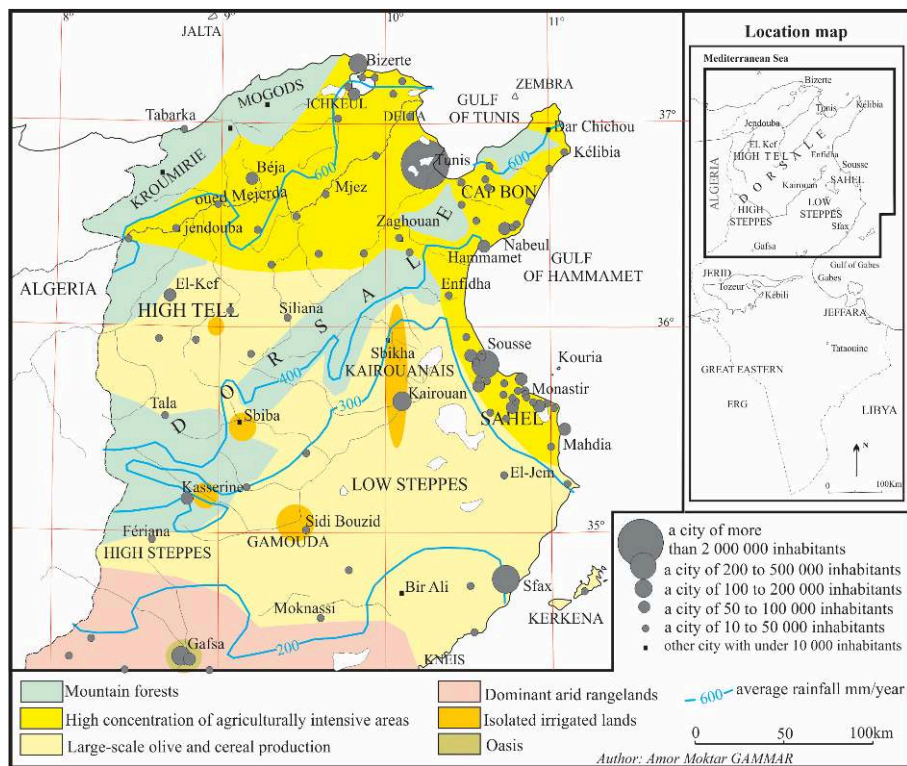 8°
9°
10°
11°
JALTA
Bizerte
ZEMBRA
MOGODS
ICHKEUL
GULF
OF TUNIS
Tabarka
DELTA
37°
Dar Chichou
600
600
Tunis
Kélibia
KROUMIRIE
Béja
oued Mejerda
Mjez
CAP BON
Zaghouan
jendouba
Nabeul
Hammamet
GULF
OF HAMMAMET
ALGERIA
El-Kef
Enfidha
HIGH TELL
Siliana
36°
DORSALE
Sbikha
KAIROUANAIS
Sousse
Kouria
400
300
Kairouan
Monastir
Tala
Sbiba
SAHEL
Mahdia
El-Jem
Kasserine
LOW STEPPES
Sidi Bouzid
GAMOUDA
35°
Fériana
HIGH STEPPES
Bir Ali
Sfax
KERKENA
Moknassi
Gafsa
200
KNEIS
Location map
Mediterranean Sea
Bizerte
Tunis
Kélibia
Jendouba
El. Kef
HIGH TELL
DORSALE
Enfidha
Sousse
Kairouan
SAHEL
ALGERIA
HIGH
STEPPES
LOW
STEPPES
Sfax
Gafsa
Gulf of Gabes
Gabes
JERID
Tozeur
Kébili
JEFFARA
Tataouine
GREAT EASTERN
ERG
LIBYA
N
0
100Km
a city of more
than 2 000 000 inhabitants
a city of 200 to 500 000 inhabitants
a city of 100 to 200 000 inhabitants
a city of 50 to 100 000 inhabitants
a city of 10 to 50 000 inhabitants
other city with under 10 000 inhabitants
Mountain forests
High concentration of agriculturally intensive areas
Large-scale olive and cereal production
Dominant arid rangelands
Isolated irrigated lands
Oasis
600
average rainfall mm/year
0
50
100km
Author: Amor Moktar GAMMAR